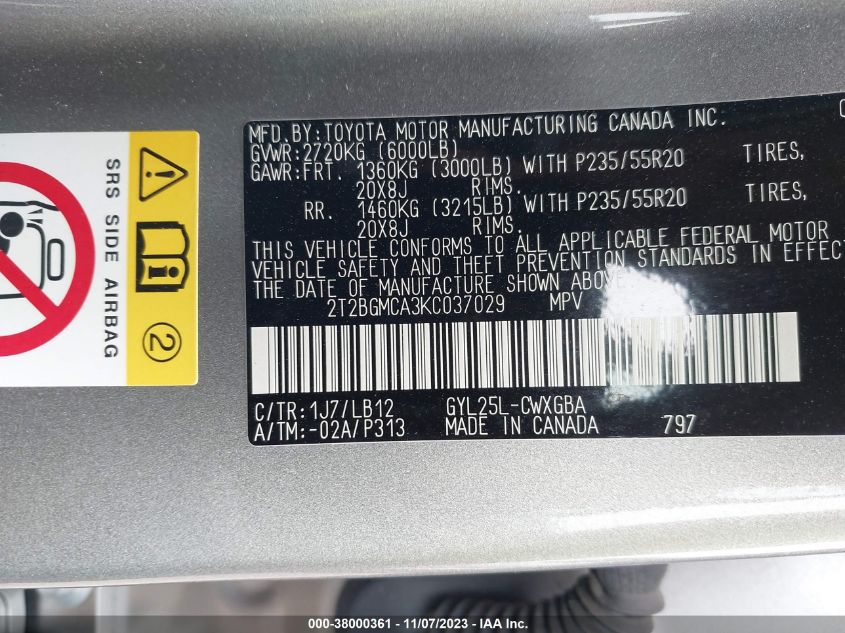 MFD.BY:TOYOTA MOTOR MANUFACTURING CANADA INC.
GVWR:2720KG (6000LB)
GAWR:FRT. 1360KG (3000LB) WITH P235/55R20 TIRES,
20X8J RIMS.
RR. 1460KG (3215LB) WITH P235/55R20 TIRES,
20X8J RIMS.
THIS VEHICLE CONFORMS TO ALL APPLICABLE FEDERAL MOTOR
VEHICLE SAFETY AND THEFT PREVENTION STANDARDS IN EFFECT
THE DATE OF MANUFACTURE SHOWN ABOVE.
2T2BGMCA3KC037029 MPV
C/TR:1J7/LB12 GYL25L-CWXGBA
A/TM:-02A/P313 MADE IN CANADA 797
SRS SIDE AIRBAG
2
000-38000361 - 11/07/2023 - IAA Inc.